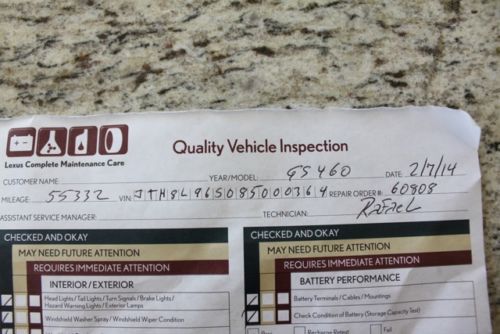 Lexus Complete Maintenance Care
Quality Vehicle Inspection
CUSTOMER NAME YEAR/MODEL: GS 460 DATE: 2/7/14
MILEAGE: 55332 VIN: JTHBL96S085000364 REPAIR ORDER #: 60808
ASSISTANT SERVICE MANAGER: TECHNICIAN: Rafael
CHECKED AND OKAY
MAY NEED FUTURE ATTENTION
REQUIRES IMMEDIATE ATTENTION
INTERIOR/EXTERIOR
Head Lights / Tail Lights / Turn Signals / Brake Lights /
Hazard Warning Lights / Exterior Lamps
Windshield Washer Spray / Windshield Wiper Condition
CHECKED AND OKAY
MAY NEED FUTURE ATTENTION
REQUIRES IMMEDIATE ATTENTION
BATTERY PERFORMANCE
Battery Terminals / Cables / Mountings
Check Condition of Battery (Storage Capacity Test)
Recharge Fail